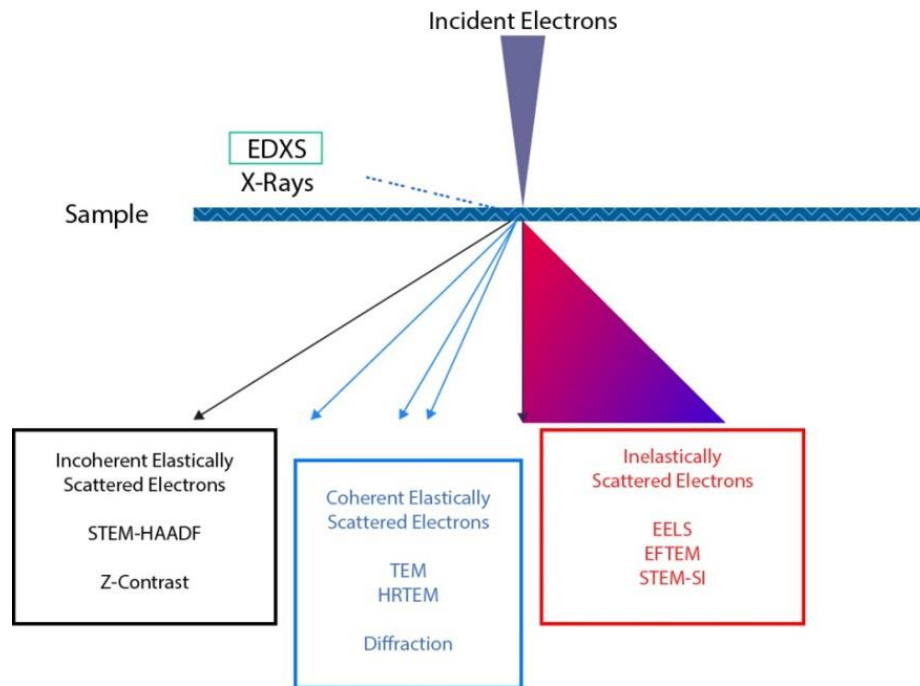 Incident Electrons
EDXS
X-Rays
Sample
Incoherent Elastically
Scattered Electrons
STEM-HAADF
Z-Contrast
Coherent Elastically
Scattered Electrons
TEM
HRTEM
Diffraction
Inelastically
Scattered Electrons
EELS
EFTEM
STEM-SI